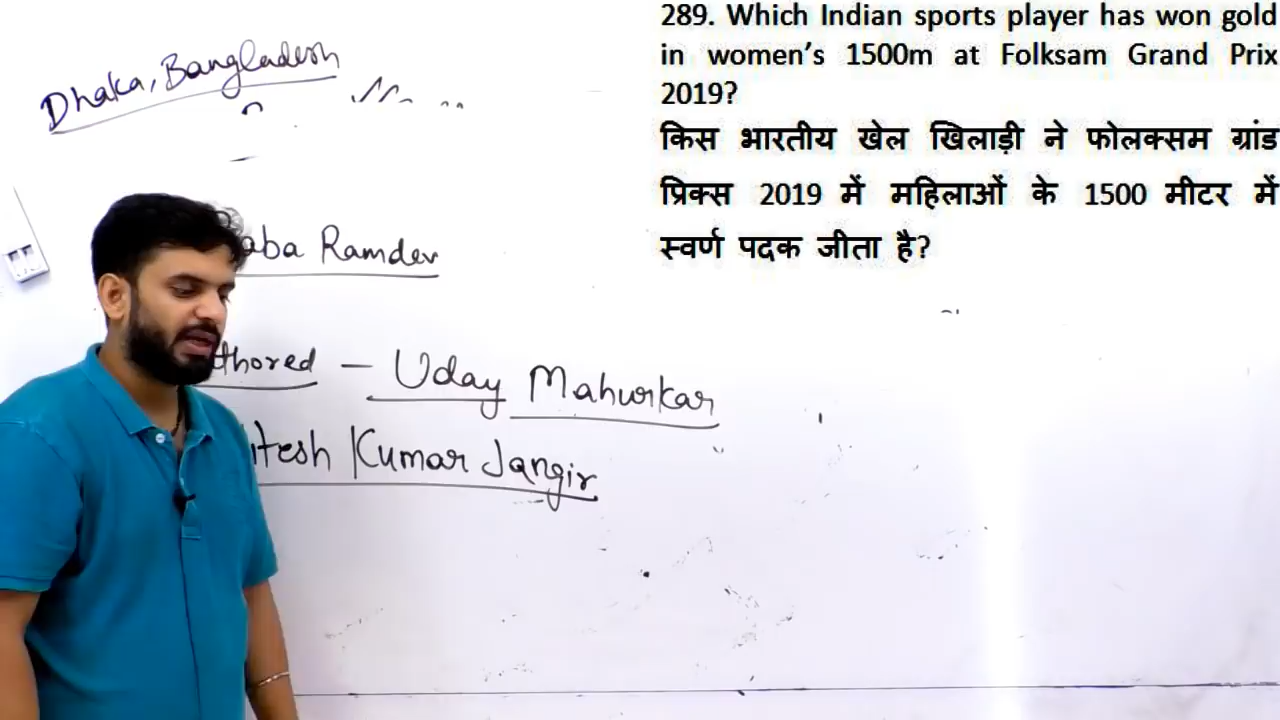 289. Which Indian sports player has won gold
in women's 1500m at Folksam Grand Prix
2019?
किस भारतीय खेल खिलाड़ी ने फोलक्सम ग्रांड
प्रिक्स 2019 में महिलाओं के 1500 मीटर में
स्वर्ण पदक जीता है?
Dhaka, Bangladesh
aba Ramdev
thored - Uday Mahurkar
itesh Kumar Jangir